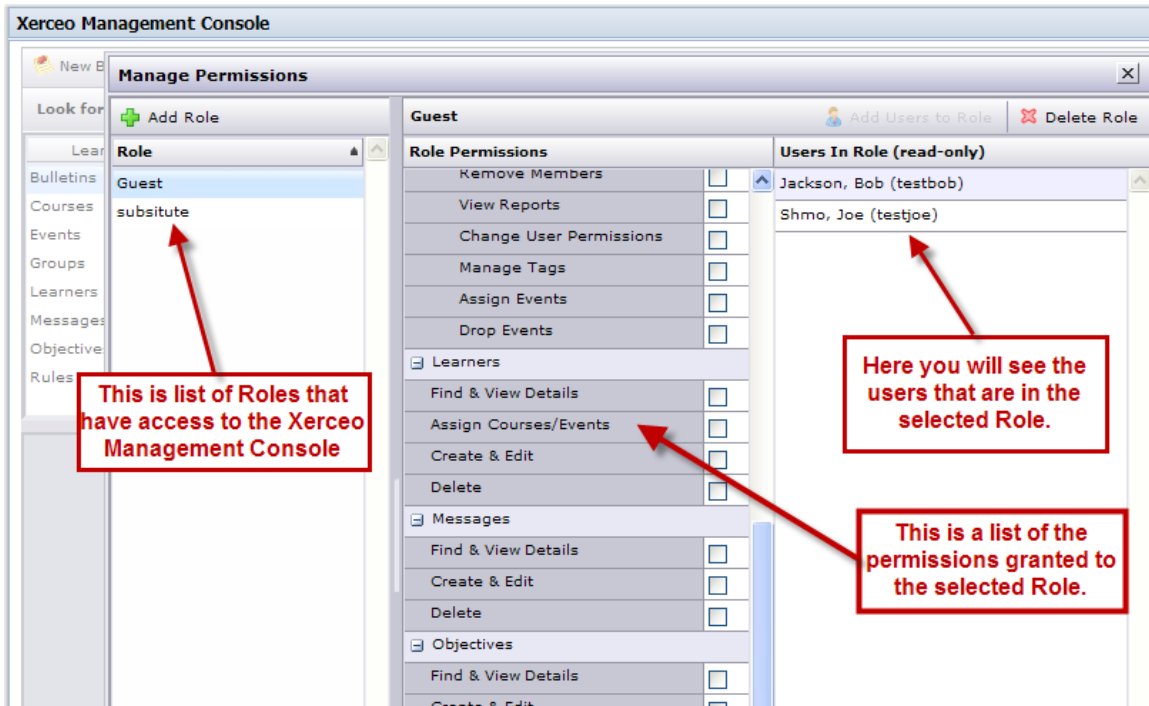 Xerceo Management Console
New B
Manage Permissions
Look for
Add Role
Guest
Add Users to Role
Delete Role
Lear
Role
Role Permissions
Users In Role (read-only)
Bulletins
Courses
Events
Groups
Learners
Messages
Objective
Rules
Guest
subsitute
Remove Members
View Reports
Change User Permissions
Manage Tags
Assign Events
Drop Events
Learners
Find & View Details
Assign Courses/Events
Create & Edit
Delete
Messages
Find & View Details
Create & Edit
Delete
Objectives
Find & View Details
Create & Edit
Jackson, Bob (testbob)
Shmo, Joe (testjoe)
This is list of Roles that
have access to the Xerceo
Management Console
Here you will see the
users that are in the
selected Role.
This is a list of the
permissions granted to
the selected Role.